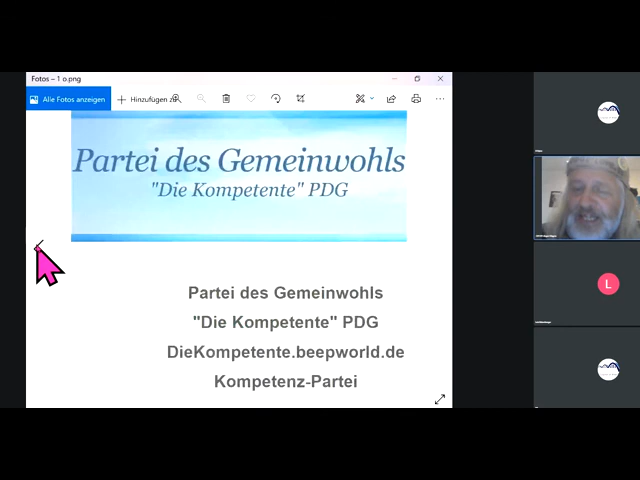 Fotos – 1 o.png
Alle Fotos anzeigen
Hinzufügen zu
Partei des Gemeinwohls
"Die Kompetente" PDG
Partei des Gemeinwohls
"Die Kompetente" PDG
DieKompetente.beepworld.de
Kompetenz-Partei
L